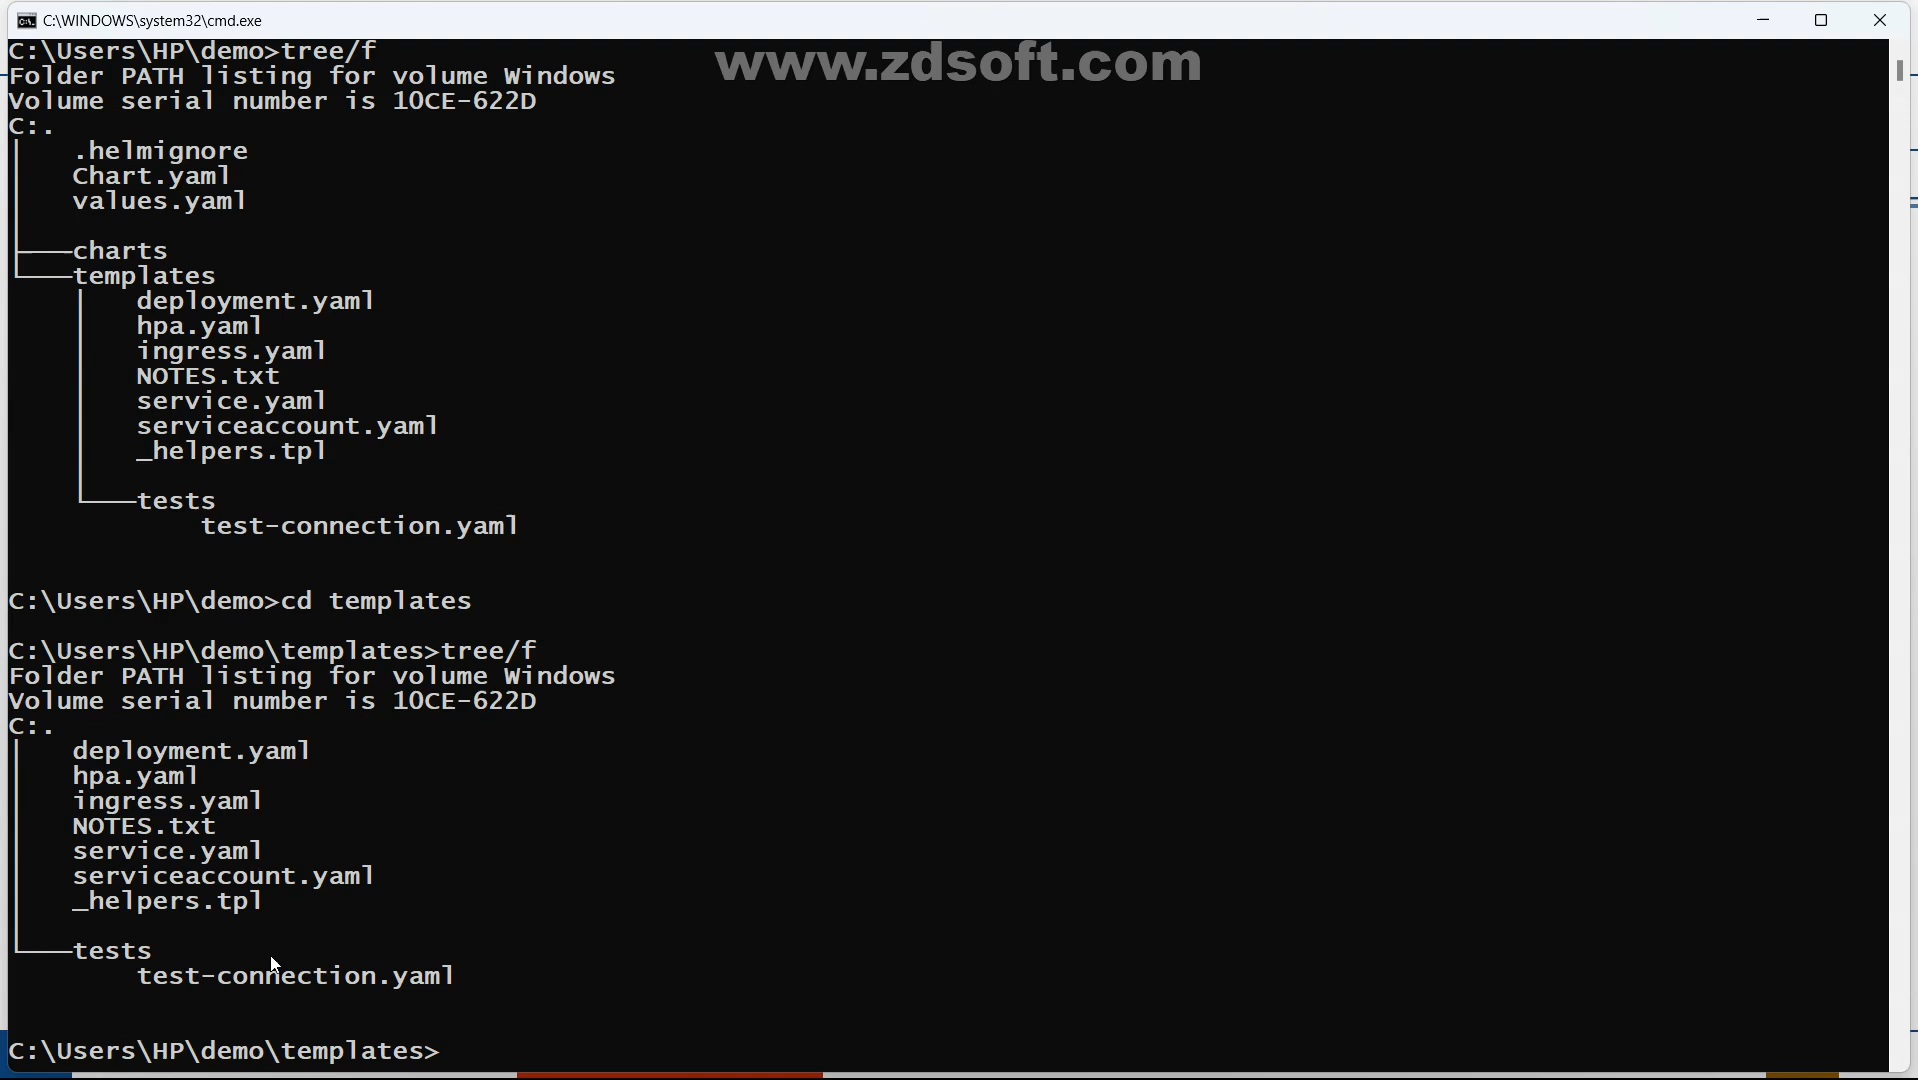 C:\WINDOWS\system32\cmd.exe
C:\Users\HP\demo>tree/f
www.zdsoft.com
Folder PATH listing for volume Windows
Volume serial number is 10CE-622D
C:.
.helmignore
Chart.yaml
values.yaml
charts
templates
deployment.yaml
hpa.yaml
ingress.yaml
NOTES.txt
service.yaml
serviceaccount.yaml
_helpers.tpl
tests
test-connection.yaml
C:\Users\HP\demo>cd templates
C:\Users\HP\demo\templates>tree/f
Folder PATH listing for volume Windows
Volume serial number is 10CE-622D
C:.
deployment.yaml
hpa.yaml
ingress.yaml
NOTES.txt
service.yaml
serviceaccount.yaml
_helpers.tpl
tests
test-connection.yaml
C:\Users\HP\demo\templates>